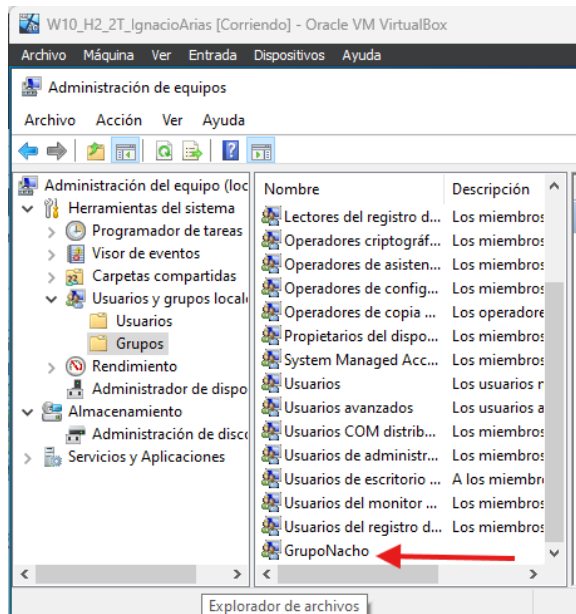 W10_H2_2T_IgnacioArias [Corriendo] - Oracle VM VirtualBox
Archivo Máquina Ver Entrada Dispositivos Ayuda
Administración de equipos
Archivo Acción Ver Ayuda
Administración del equipo (loc
Herramientas del sistema
Programador de tareas
Visor de eventos
Carpetas compartidas
Usuarios y grupos local
Usuarios
Grupos
Rendimiento
Administrador de dispo
Almacenamiento
Administración de disco
Servicios y Aplicaciones
Nombre Descripción
Lectores del registro d... Los miembros
Operadores criptográf... Los miembros
Operadores de asisten... Los miembros
Operadores de config... Los miembros
Operadores de copia ... Los operadore
Propietarios del dispo... Los miembros
System Managed Acc... Los miembros
Usuarios Los usuarios n
Usuarios avanzados Los usuarios a
Usuarios COM distrib... Los miembros
Usuarios de administr... Los miembros
Usuarios de escritorio ... A los miembro
Usuarios del monitor ... Los miembros
Usuarios del registro d... Los miembros
GrupoNacho
Explorador de archivos